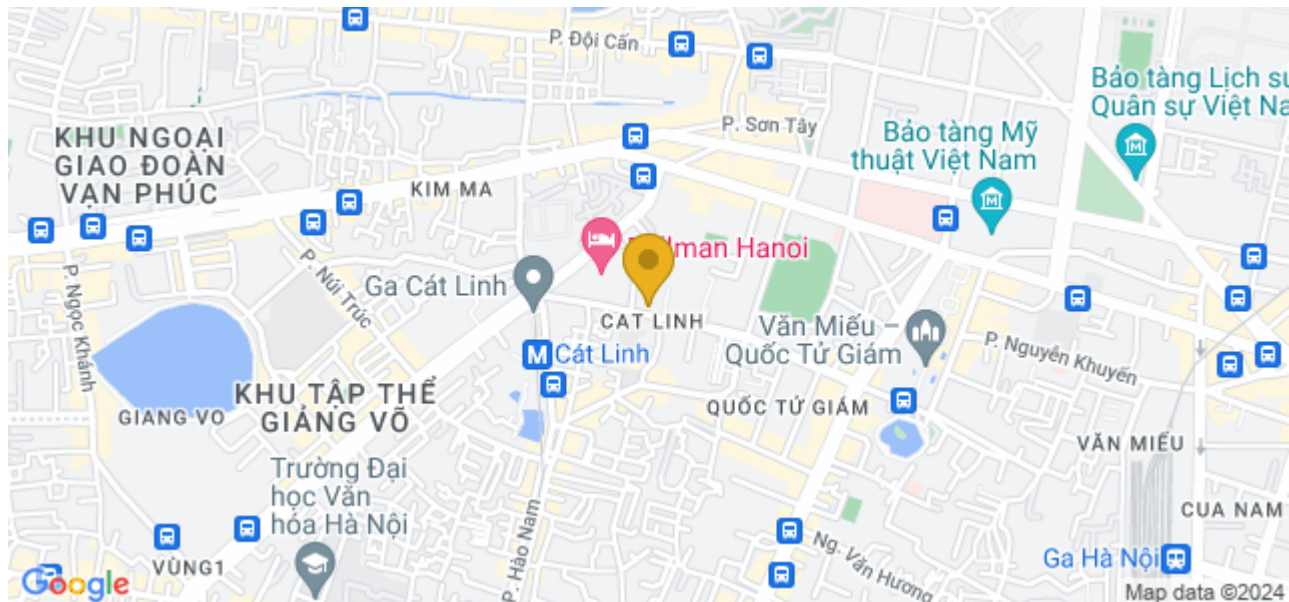 P. Đội Cấn
Bảo tàng Lịch sư
Quân sự Việt Na
P. Sơn Tây
Bảo tàng Mỹ
thuật Việt Nam
KHU NGOẠI
GIAO ĐOÀN
VẠN PHÚC
KIM MA
lman Hanoi
P. Ngọc Khánh
P. Núi Trúc
Ga Cát Linh
CAT LINH
M Cát Linh
Văn Miếu –
Quốc Tử Giám
P. Nguyên Khuyến
KHU TẬP THỂ
GIẢNG VÕ
GIANG VO
QUỐC TỬ GIÁM
VĂN MIẾU
Trường Đại
học Văn
hóa Hà Nội
P. Hào Nam
CUA NAM
Ng. Văn Hương
VÙNG1
Ga Hà Nội
Google
Map data ©2024